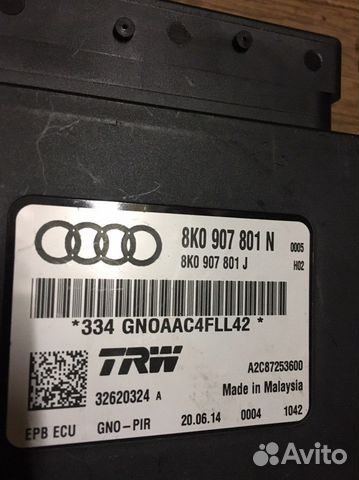 8K0 907 801 N 0005
8K0 907 801 J H02
*334 GNOAAC4FLL42*
TRW A2C87253600
32620324 A Made in Malaysia
EPB ECU GNO-PIR 20.06.14 0004 1042
Avito